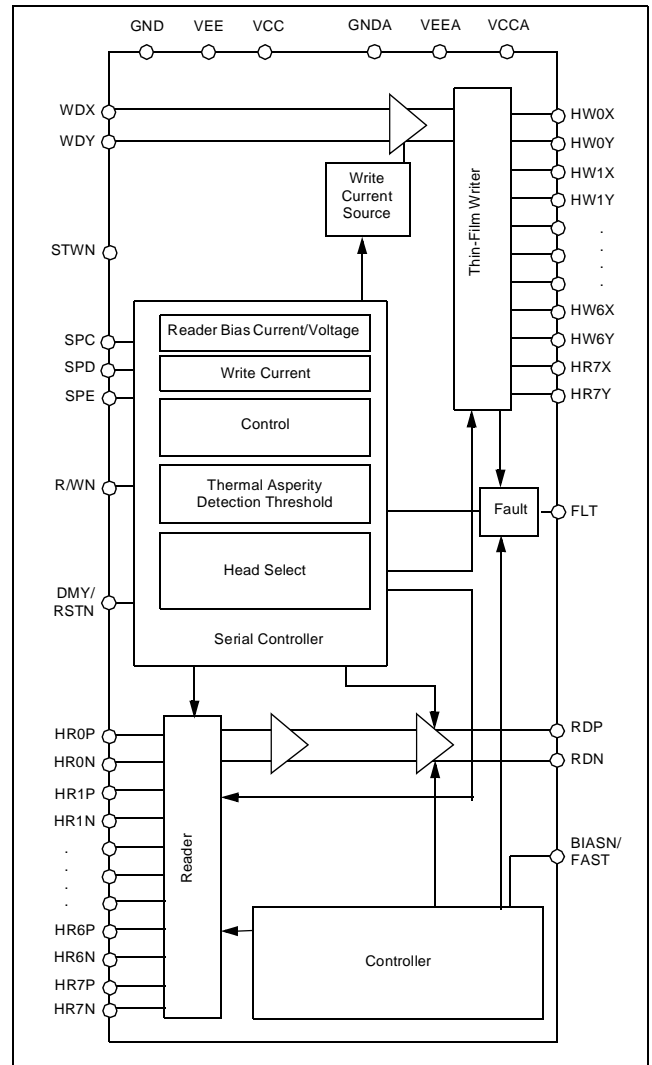 GND VEE VCC GNDA VEEA VCCA
WDX
WDY
STWN
SPC
SPD
SPE
R/WN
DMY/
RSTN
Write
Current
Source
Thin-Film Writer
HW0X
HW0Y
HW1X
HW1Y
.
.
.
HW6X
HW6Y
HR7X
HR7Y
Reader Bias Current/Voltage
Write Current
Control
Thermal Asperity
Detection Threshold
Head Select
Serial Controller
Fault
FLT
HR0P
HR0N
HR1P
HR1N
.
.
.
HR6P
HR6N
HR7P
HR7N
Reader
RDP
RDN
BIASN/
FAST
Controller